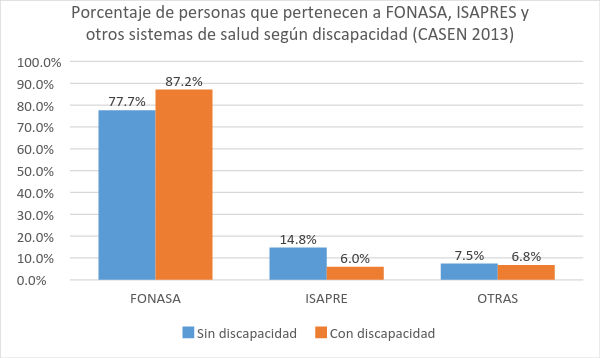 Porcentaje de personas que pertenecen a FONASA, ISAPRES y
otros sistemas de salud según discapacidad (CASEN 2013)
100.0%
90.0%
80.0%
70.0%
60.0%
50.0%
40.0%
30.0%
20.0%
10.0%
0.0%
77.7%
87.2%
14.8%
6.0%
7.5%
6.8%
FONASA
ISAPRE
OTRAS
Sin discapacidad
Con discapacidad